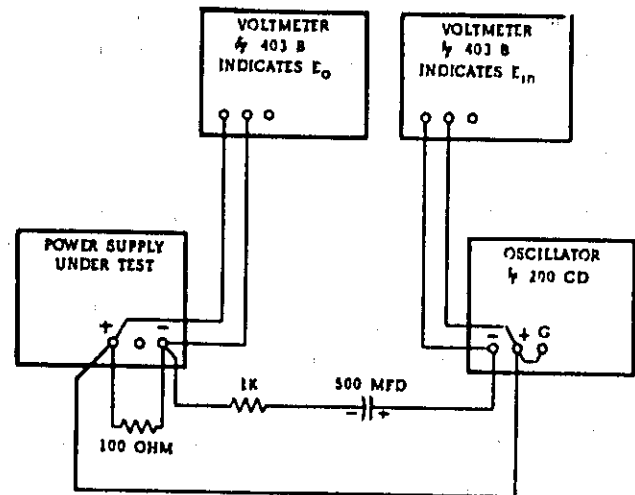 VOLTMETER
403 B
INDICATES Eo
VOLTMETER
403 B
INDICATES Ein
POWER SUPPLY
UNDER TEST
+ -
OSCILLATOR
200 CD
- + G
1K
500 MFD
- +
100 OHM